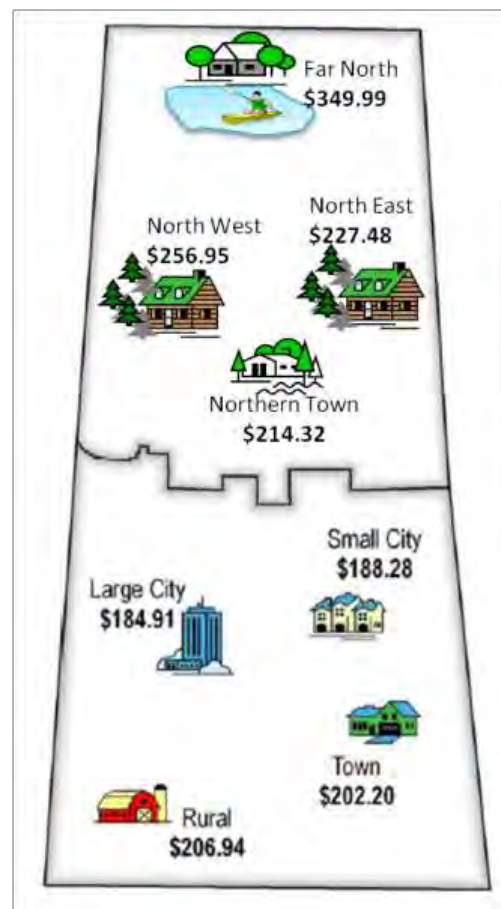 Far North
$349.99
North West
$256.95
North East
$227.48
Northern Town
$214.32
Small City
$188.28
Large City
$184.91
Town
$202.20
Rural
$206.94